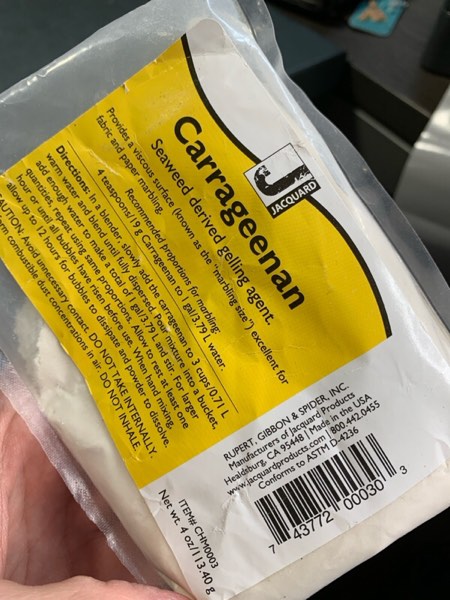 JACQUARD
Carrageenan
Seaweed derived gelling agent.
Provides a viscous surface (known as the "marbling size") excellent for
fabric and paper marbling.
Recommended proportions for marbling:
4 teaspoons/19 g Carrageenan to 1 gal/3.79 L water.
Directions: In a blender, slowly add the carrageenan to 3 cups/0.71 L
warm water, and blend until fully dispersed. Pour mixture into a bucket,
add enough water to make a total of 1 gal/3.79 L and stir. For larger
quantities, repeat using same proportions. Allow to rest at least one
hour or until all bubbles have risen before use. When hand mixing,
allow up to 12 hours for bubbles to dissipate and powder to dissolve.
UTION: Avoid unnecessary contact. DO NOT TAKE INTERNALLY.
rm combustible dust concentrations in air. DO NOT INHALE.
RUPERT, GIBBON & SPIDER, INC.
Manufacturers of Jacquard Products
Healdsburg, CA 95448 | Made in the USA
www.jacquardproducts.com | 800.442.0455
Conforms to ASTM D-4236
7 43772 00030 3
ITEM# CHM0003
Net wt. 4 oz/113.40 g